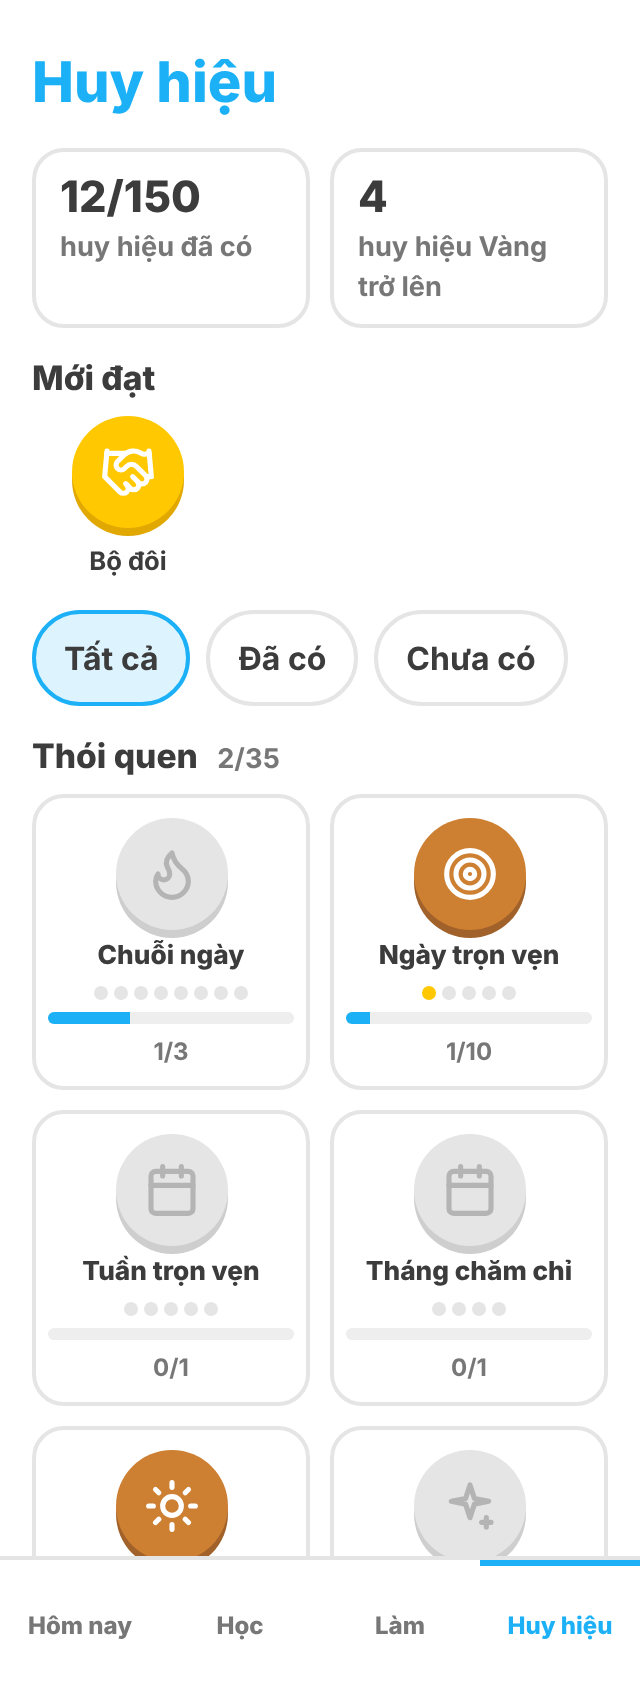 Huy hiệu
12/150
huy hiệu đã có
4
huy hiệu Vàng
trở lên
Mới đạt
Bộ đôi
Tất cả
Đã có
Chưa có
Thói quen 2/35
Chuỗi ngày
1/3
Ngày trọn vẹn
1/10
Tuần trọn vẹn
0/1
Tháng chăm chỉ
0/1
Hôm nay
Học
Làm
Huy hiệu